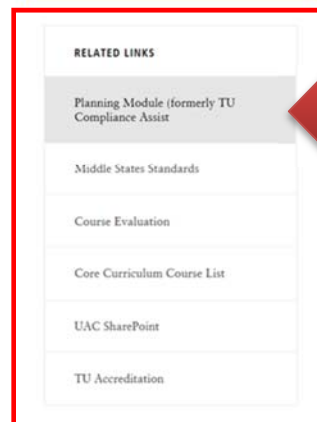 RELATED LINKS
Planning Module (formerly TU
Compliance Assist
Middle States Standards
Course Evaluation
Core Curriculum Course List
UAC SharePoint
TU Accreditation